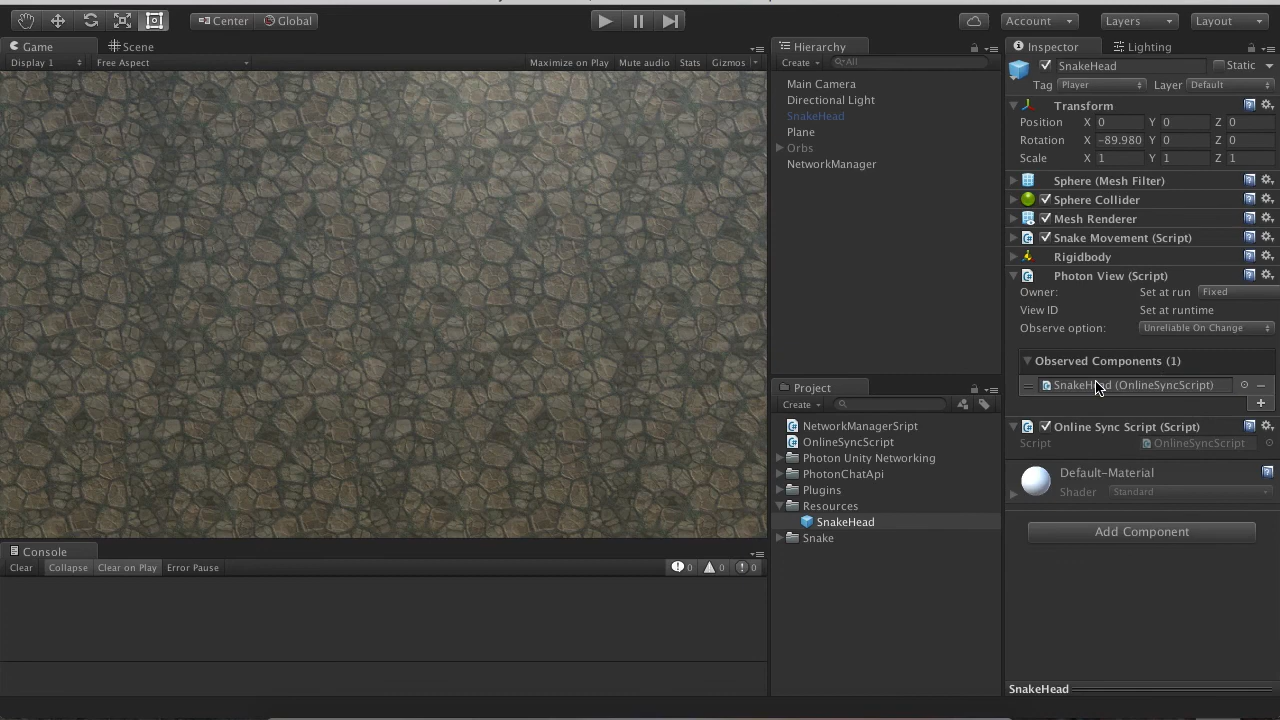 Center Global Account Layers Layout
Game Scene
Display 1 Free Aspect Maximize on Play Mute audio Stats Gizmos
Hierarchy
Create All
Main Camera
Directional Light
SnakeHead
Plane
Orbs
NetworkManager
Project
Create
NetworkManagerSript
OnlineSyncScript
Photon Unity Networking
PhotonChatApi
Plugins
Resources
SnakeHead
Snake
Inspector Lighting
SnakeHead Static
Tag Player Layer Default
Transform
Position X 0 Y 0 Z 0
Rotation X -89.980 Y 0 Z 0
Scale X 1 Y 1 Z 1
Sphere (Mesh Filter)
Sphere Collider
Mesh Renderer
Snake Movement (Script)
Rigidbody
Photon View (Script)
Owner: Set at run Fixed
View ID Set at runtime
Observe option: Unreliable On Change
Observed Components (1)
SnakeHead (OnlineSyncScript)
Online Sync Script (Script)
Script OnlineSyncScript
Default-Material
Shader Standard
Add Component
SnakeHead
Console
Clear Collapse Clear on Play Error Pause 0 0 0